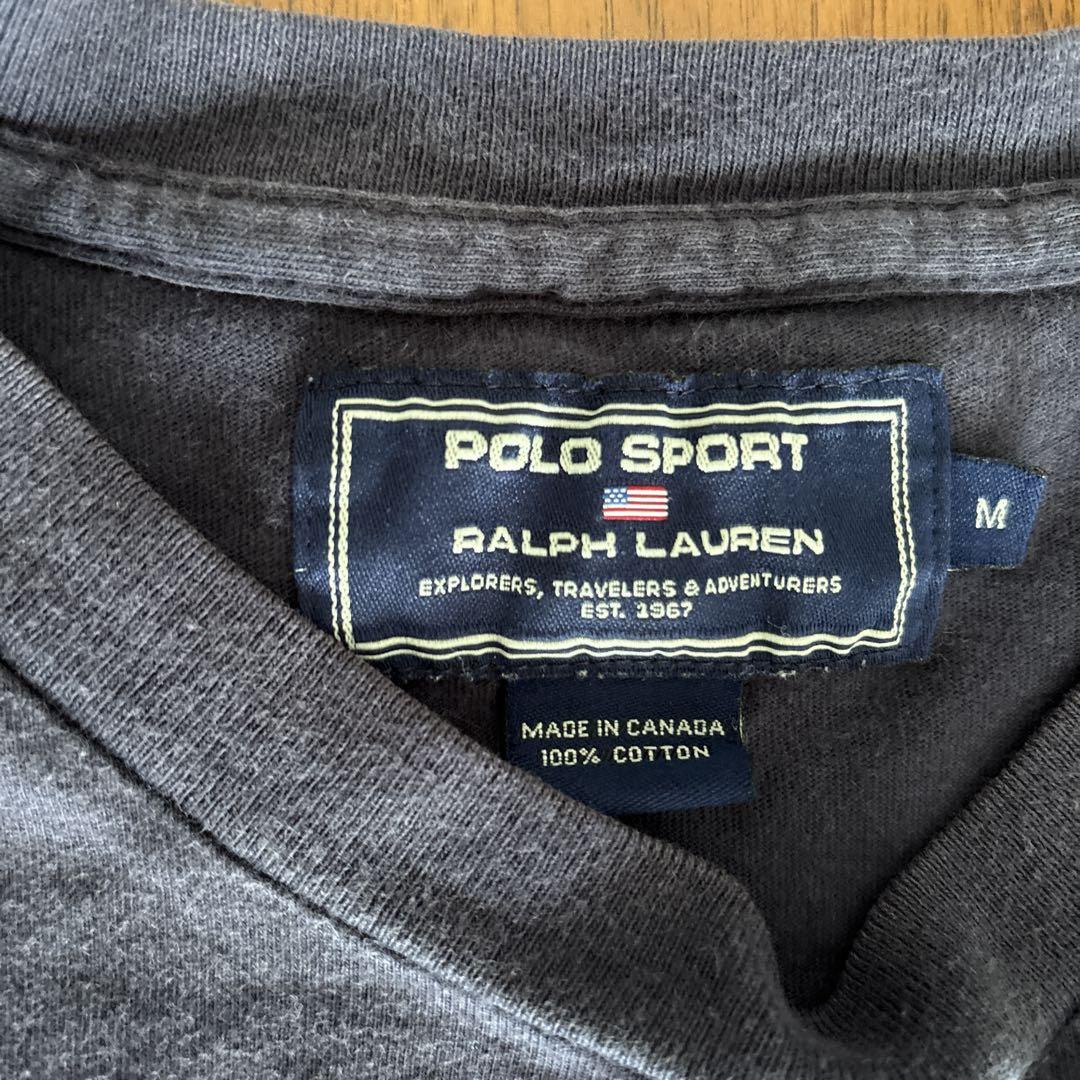 POLO SPORT
RALPH LAUREN
EXPLORERS, TRAVELERS & ADVENTURERS
EST. 1967
M
MADE IN CANADA
100% COTTON